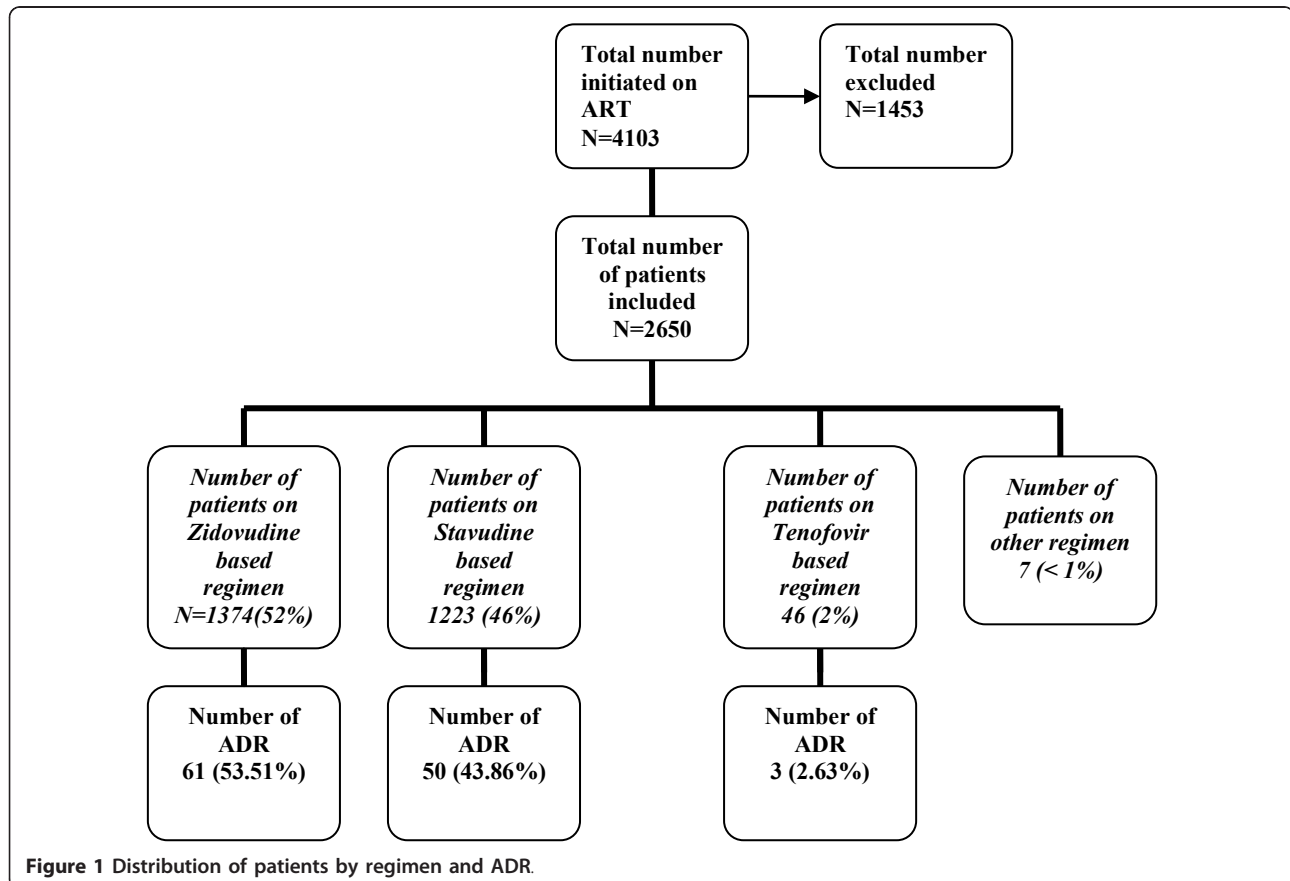 Total number
initiated on
ART
N=4103
Total number
excluded
N=1453
Total number
of patients
included
N=2650
Number of
patients on
Zidovudine
based
regimen
N=1374(52%)
Number of
patients on
Stavudine
based
regimen
1223 (46%)
Number of
patients on
Tenofovir
based
regimen
46 (2%)
Number of
patients on
other regimen
7 (< 1%)
Number of
ADR
61 (53.51%)
Number of
ADR
50 (43.86%)
Number of
ADR
3 (2.63%)
Figure 1 Distribution of patients by regimen and ADR.